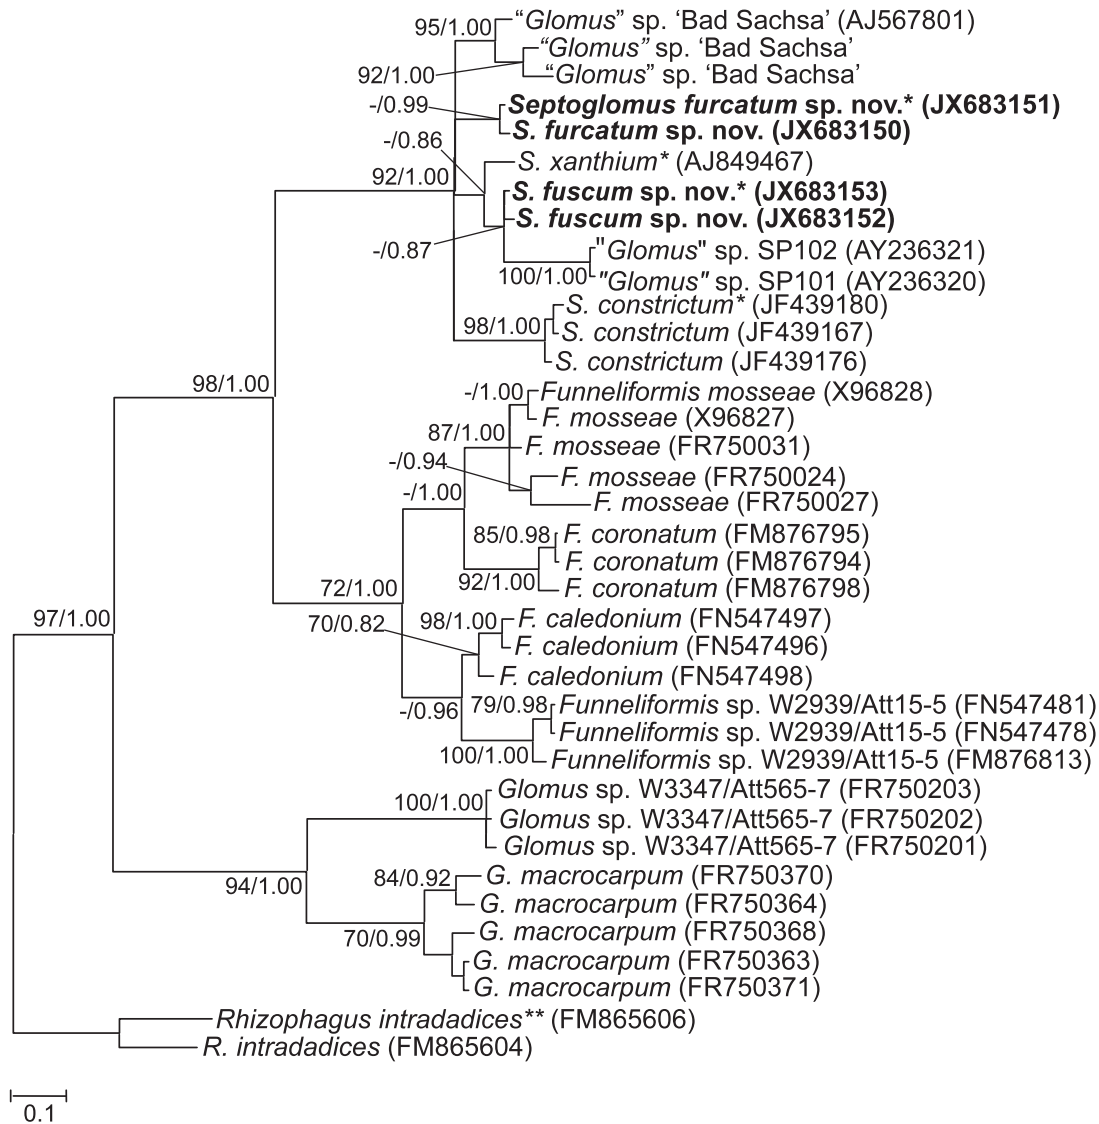 95/1.00
“Glomus” sp. ‘Bad Sachsa’ (AJ567801)
“Glomus” sp. ‘Bad Sachsa’
92/1.00
“Glomus” sp. ‘Bad Sachsa’
-/0.99
Septoglomus furcatum sp. nov.* (JX683151)
S. furcatum sp. nov. (JX683150)
-/0.86
S. xanthium* (AJ849467)
92/1.00
S. fuscum sp. nov.* (JX683153)
S. fuscum sp. nov. (JX683152)
-/0.87
"Glomus" sp. SP102 (AY236321)
100/1.00
"Glomus" sp. SP101 (AY236320)
S. constrictum* (JF439180)
98/1.00
S. constrictum (JF439167)
S. constrictum (JF439176)
98/1.00
-/1.00
Funneliformis mosseae (X96828)
F. mosseae (X96827)
87/1.00
F. mosseae (FR750031)
-/0.94
F. mosseae (FR750024)
-/1.00
F. mosseae (FR750027)
85/0.98
F. coronatum (FM876795)
F. coronatum (FM876794)
92/1.00
F. coronatum (FM876798)
72/1.00
97/1.00
70/0.82
98/1.00
F. caledonium (FN547497)
F. caledonium (FN547496)
F. caledonium (FN547498)
-/0.96
79/0.98
Funneliformis sp. W2939/Att15-5 (FN547481)
Funneliformis sp. W2939/Att15-5 (FN547478)
100/1.00
Funneliformis sp. W2939/Att15-5 (FM876813)
Glomus sp. W3347/Att565-7 (FR750203)
100/1.00
Glomus sp. W3347/Att565-7 (FR750202)
Glomus sp. W3347/Att565-7 (FR750201)
94/1.00
84/0.92
G. macrocarpum (FR750370)
G. macrocarpum (FR750364)
70/0.99
G. macrocarpum (FR750368)
G. macrocarpum (FR750363)
G. macrocarpum (FR750371)
Rhizophagus intradadices** (FM865606)
R. intradadices (FM865604)
0.1